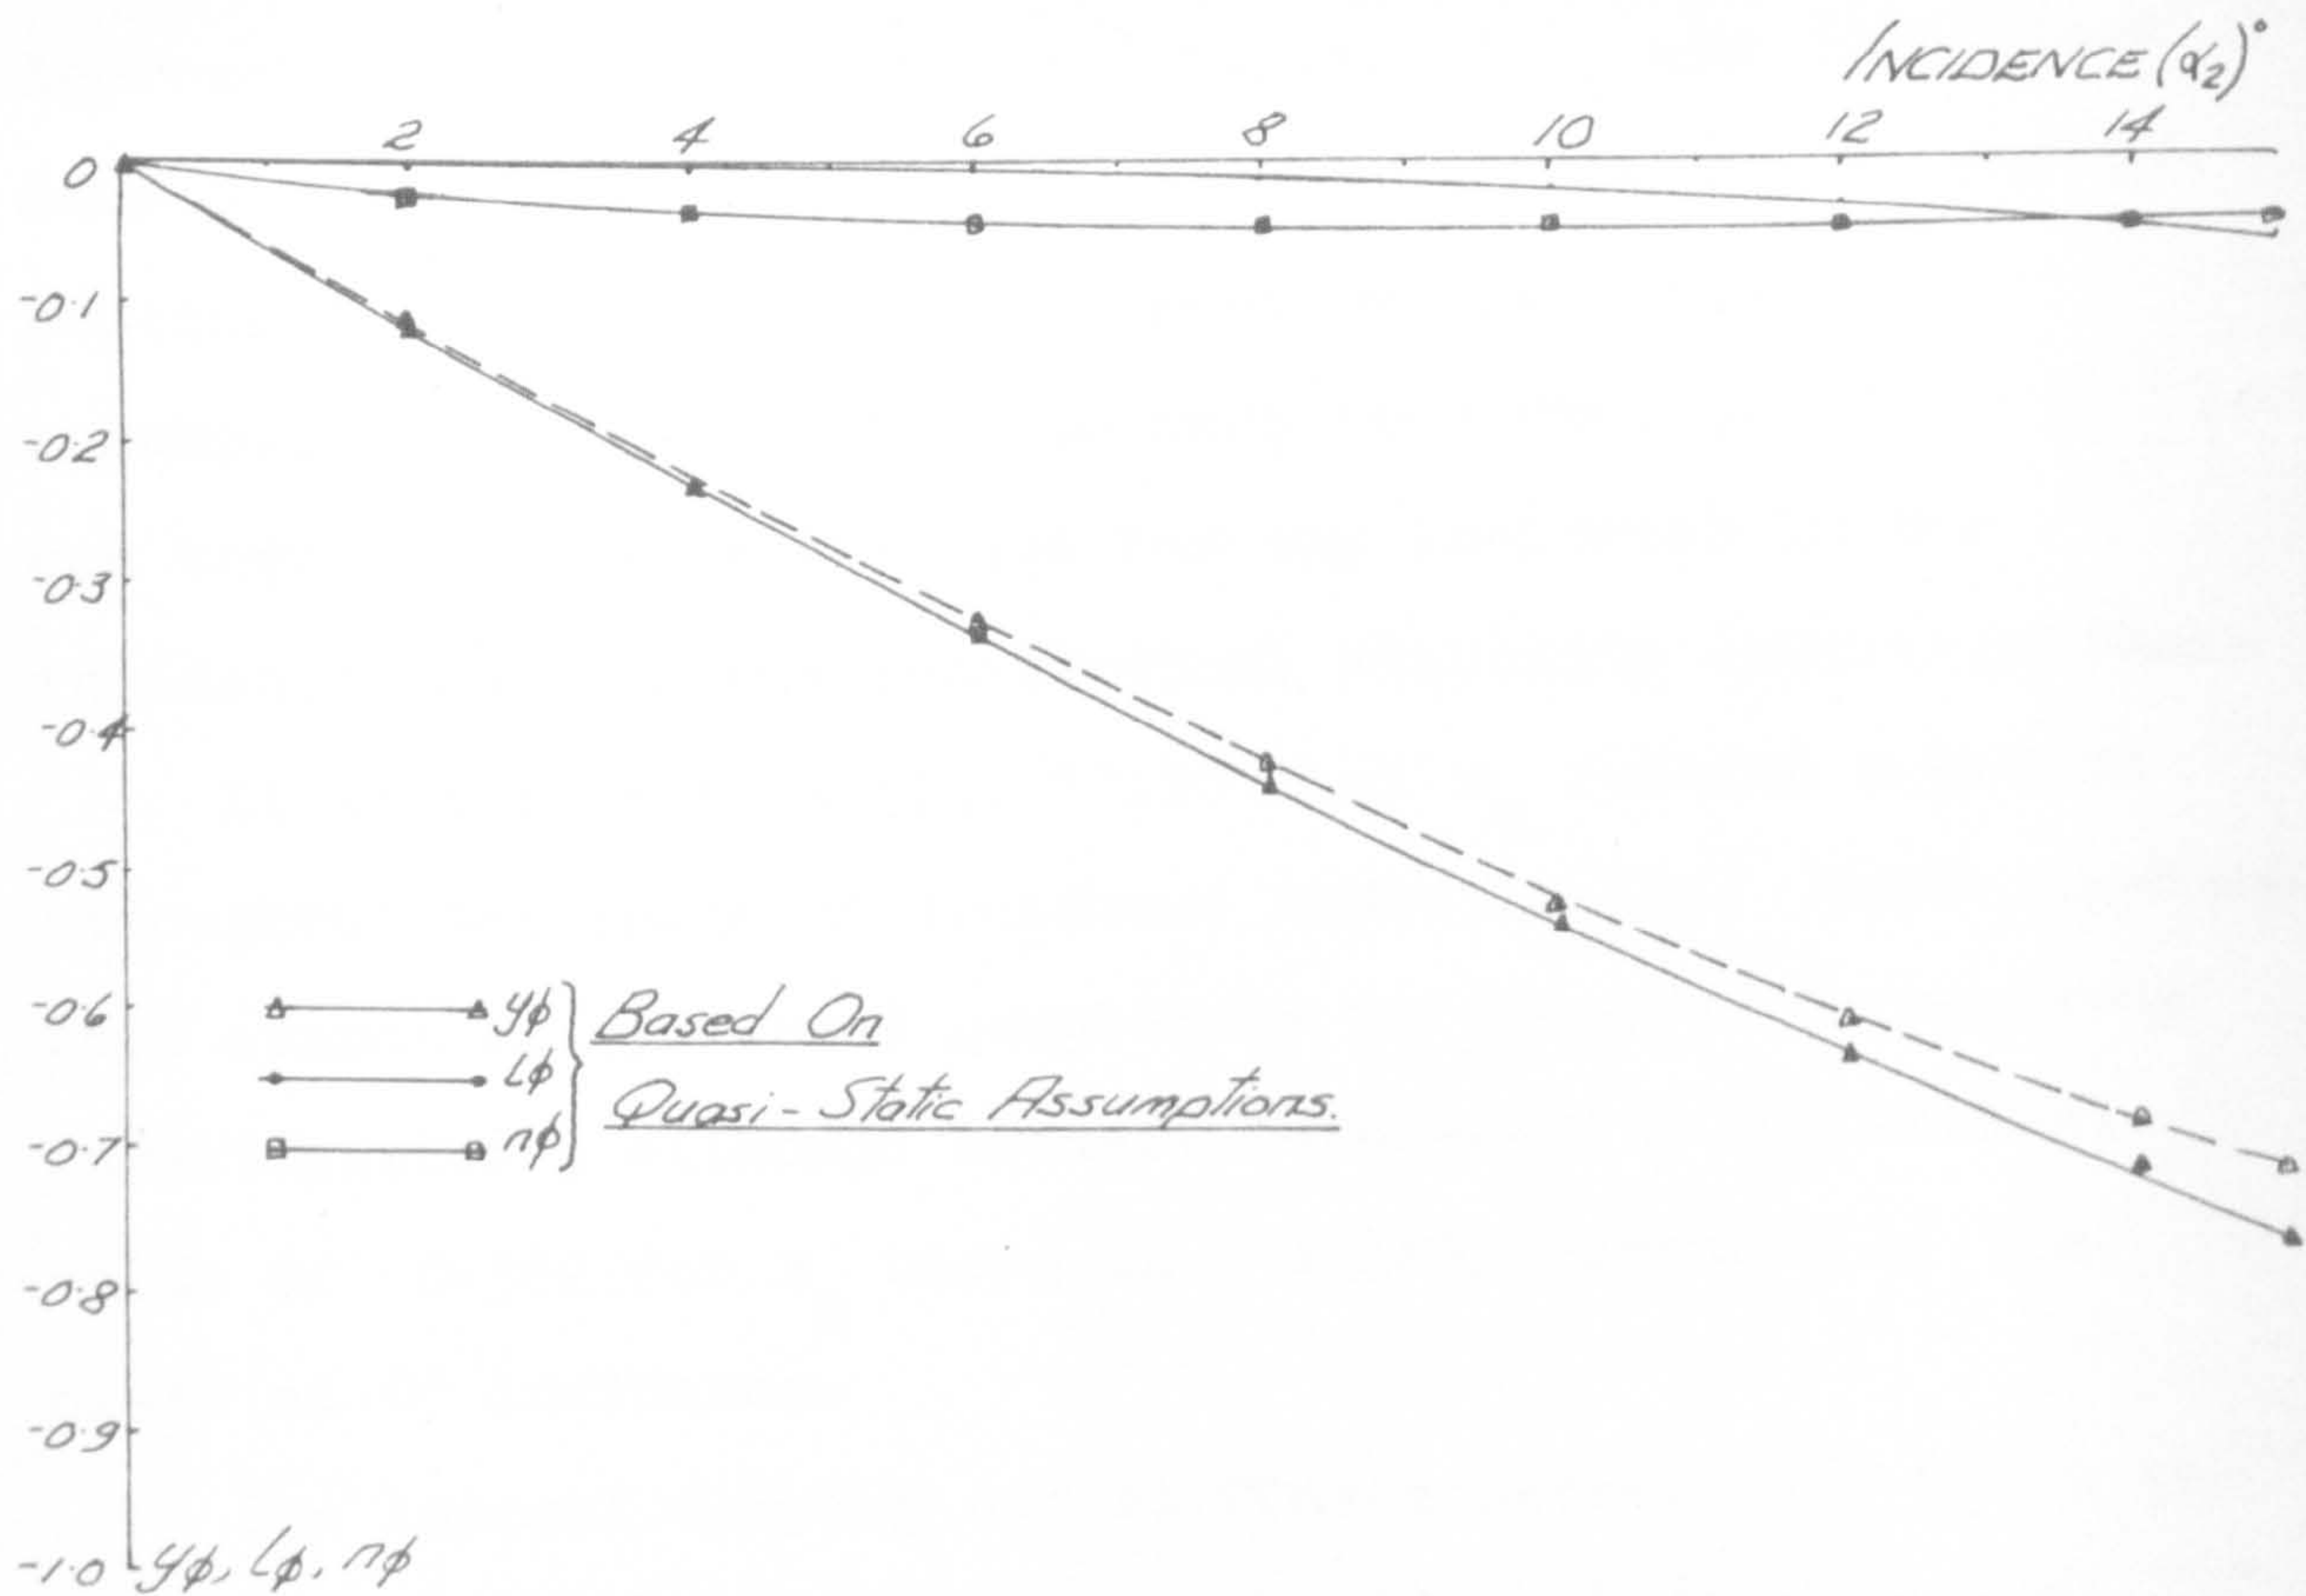 INCIDENCE (α₂)°
2 4 6 8 10 12 14
0
-0.1
-0.2
-0.3
-0.4
-0.5
-0.6
-0.7
-0.8
-0.9
-1.0
yϕ
lϕ
nϕ
Based On
Quasi-Static Assumptions.
yϕ, lϕ, nϕ